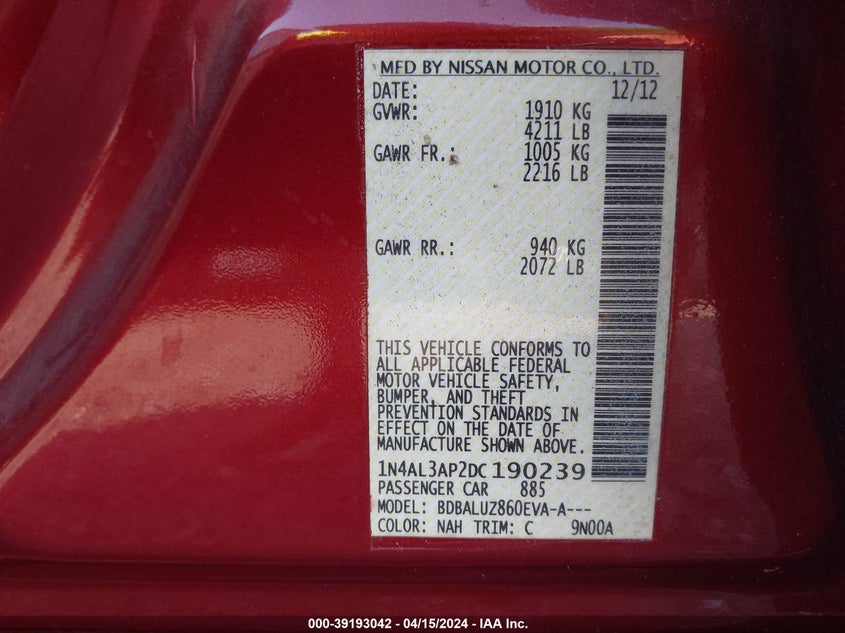 MFD BY NISSAN MOTOR CO., LTD.
DATE: 12/12
GVWR: 1910 KG
4211 LB
GAWR FR.: 1005 KG
2216 LB
GAWR RR.: 940 KG
2072 LB
THIS VEHICLE CONFORMS TO
ALL APPLICABLE FEDERAL
MOTOR VEHICLE SAFETY,
BUMPER, AND THEFT
PREVENTION STANDARDS IN
EFFECT ON THE DATE OF
MANUFACTURE SHOWN ABOVE.
1N4AL3AP2DC190239
PASSENGER CAR 885
MODEL: BDBALUZ860EVA-A---
COLOR: NAH TRIM: C 9N00A
000-39193042 - 04/15/2024 - IAA Inc.